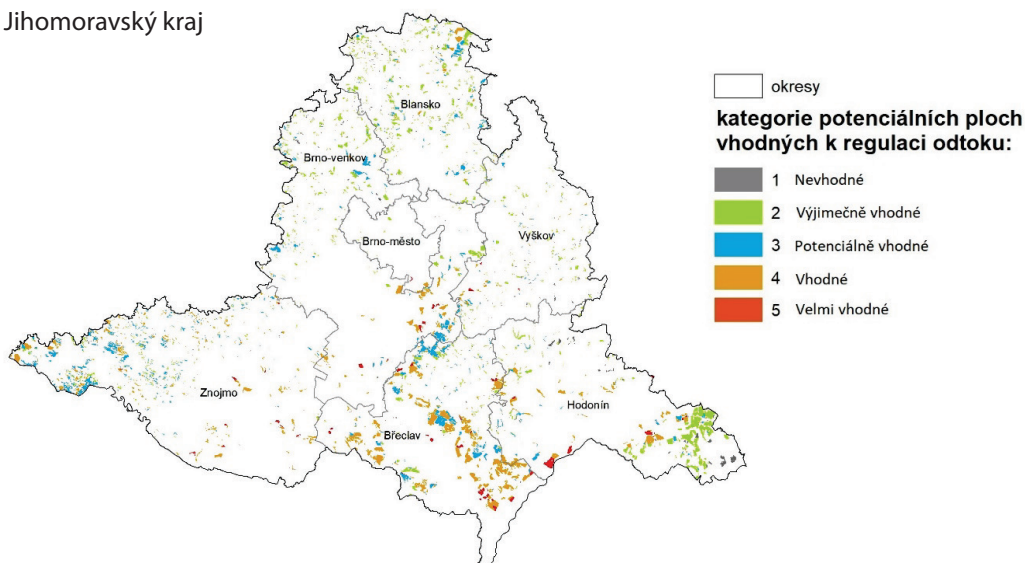 Jihomoravský kraj
Blansko
Brno-venkov
Brno-město
Vyškov
Znojmo
Břeclav
Hodonín
okresy
kategorie potenciálních ploch
vhodných k regulaci odtoku:
1 Nevhodné
2 Výjimečně vhodné
3 Potenciálně vhodné
4 Vhodné
5 Velmi vhodné